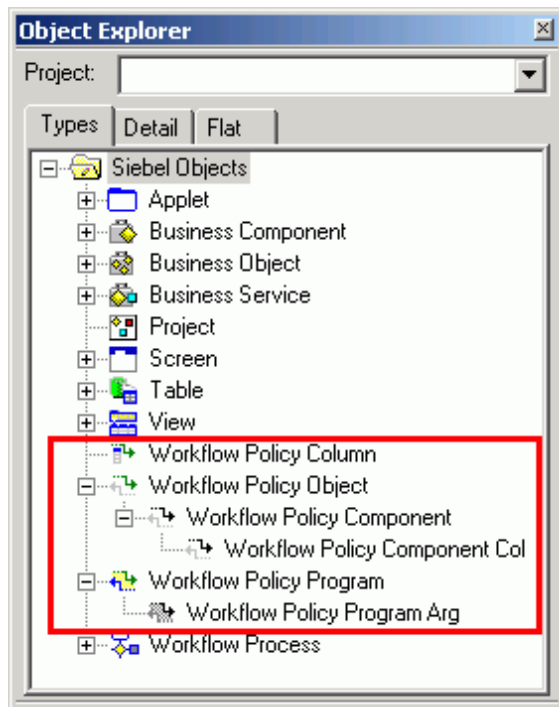 Object Explorer
Project:
Types Detail Flat
Siebel Objects
Applet
Business Component
Business Object
Business Service
Project
Screen
Table
View
Workflow Policy Column
Workflow Policy Object
Workflow Policy Component
Workflow Policy Component Col
Workflow Policy Program
Workflow Policy Program Arg
Workflow Process